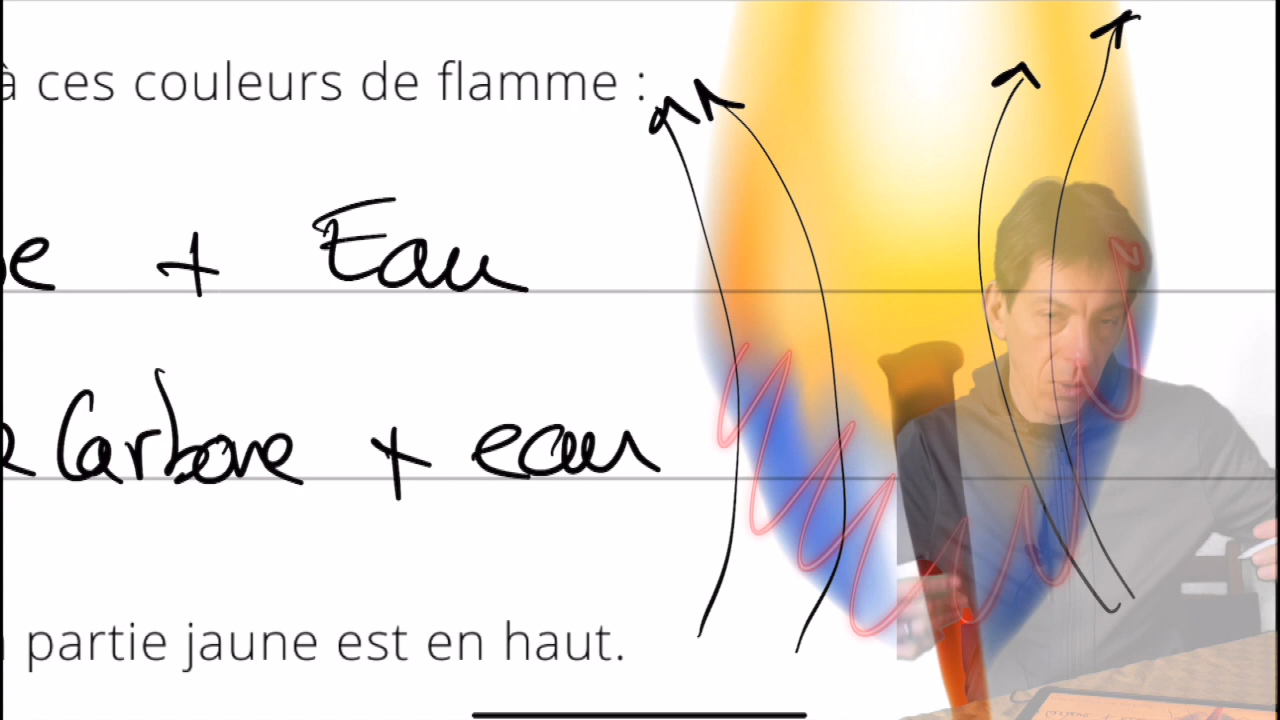 à ces couleurs de flamme :
+ Eau
Carbone + eau
partie jaune est en haut.